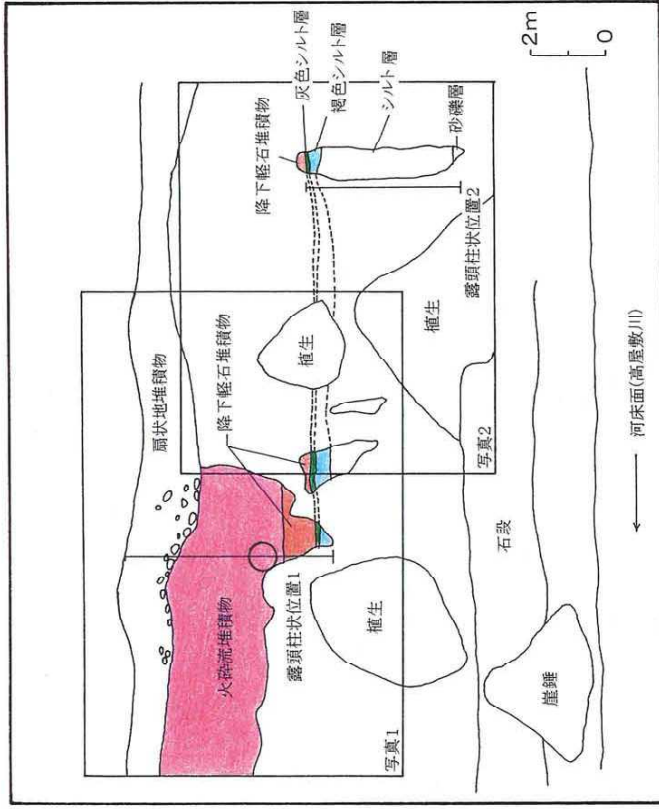 扇状地堆積物
火砕流堆積物
降下軽石堆積物
露頭柱状位置1
写真1
植生
植生
降下軽石堆積物
灰色シルト層
褐色シルト層
シルト層
砂礫層
露頭柱状位置2
植生
写真2
石段
崖錐
河床面(高屋敷川)
2m
0